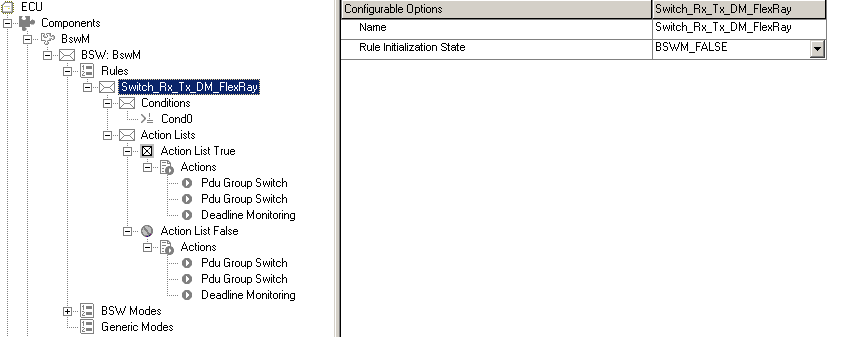 ECU
Components
BswM
BSW: BswM
Rules
Switch_Rx_Tx_DM_FlexRay
Conditions
Cond0
Action Lists
Action List True
Actions
Pdu Group Switch
Pdu Group Switch
Deadline Monitoring
Action List False
Actions
Pdu Group Switch
Pdu Group Switch
Deadline Monitoring
BSW Modes
Generic Modes
Configurable Options Switch_Rx_Tx_DM_FlexRay
Name Switch_Rx_Tx_DM_FlexRay
Rule Initialization State BSWM_FALSE